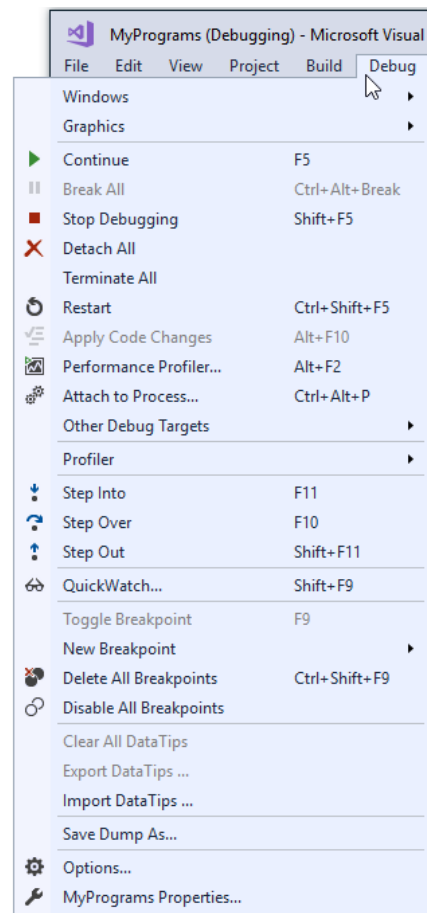 MyPrograms (Debugging) - Microsoft Visual
File Edit View Project Build Debug
Windows
Graphics
Continue F5
Break All Ctrl+Alt+Break
Stop Debugging Shift+F5
Detach All
Terminate All
Restart Ctrl+Shift+F5
Apply Code Changes Alt+F10
Performance Profiler... Alt+F2
Attach to Process... Ctrl+Alt+P
Other Debug Targets
Profiler
Step Into F11
Step Over F10
Step Out Shift+F11
QuickWatch... Shift+F9
Toggle Breakpoint F9
New Breakpoint
Delete All Breakpoints Ctrl+Shift+F9
Disable All Breakpoints
Clear All DataTips
Export DataTips ...
Import DataTips ...
Save Dump As...
Options...
MyPrograms Properties...